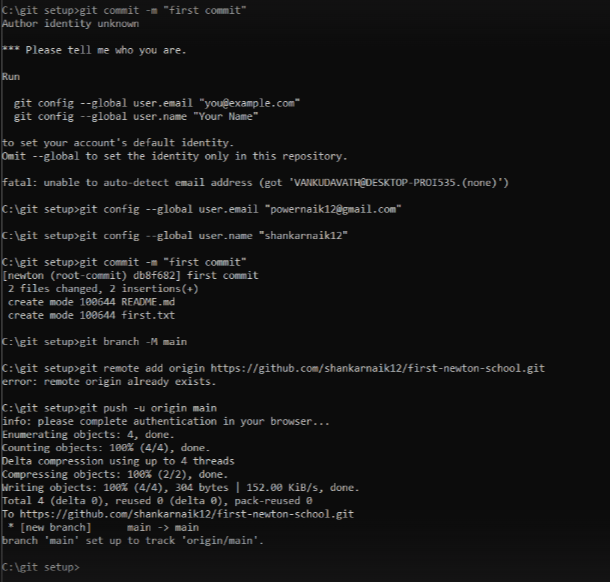 C:\git setup>git commit -m "first commit"
Author identity unknown
*** Please tell me who you are.
Run
git config --global user.email "you@example.com"
git config --global user.name "Your Name"
to set your account's default identity.
Omit --global to set the identity only in this repository.
fatal: unable to auto-detect email address (got 'VANKUDAVATH@DESKTOP-PROI535.(none)')
C:\git setup>git config --global user.email "powernaik12@gmail.com"
C:\git setup>git config --global user.name "shankarnaik12"
C:\git setup>git commit -m "first commit"
[newton (root-commit) db8f682] first commit
2 files changed, 2 insertions(+)
create mode 100644 README.md
create mode 100644 first.txt
C:\git setup>git branch -M main
C:\git setup>git remote add origin https://github.com/shankarnaik12/first-newton-school.git
error: remote origin already exists.
C:\git setup>git push -u origin main
info: please complete authentication in your browser...
Enumerating objects: 4, done.
Counting objects: 100% (4/4), done.
Delta compression using up to 4 threads
Compressing objects: 100% (2/2), done.
Writing objects: 100% (4/4), 304 bytes | 152.00 KiB/s, done.
Total 4 (delta 0), reused 0 (delta 0), pack-reused 0
To https://github.com/shankarnaik12/first-newton-school.git
* [new branch]      main -> main
branch 'main' set up to track 'origin/main'.
C:\git setup>